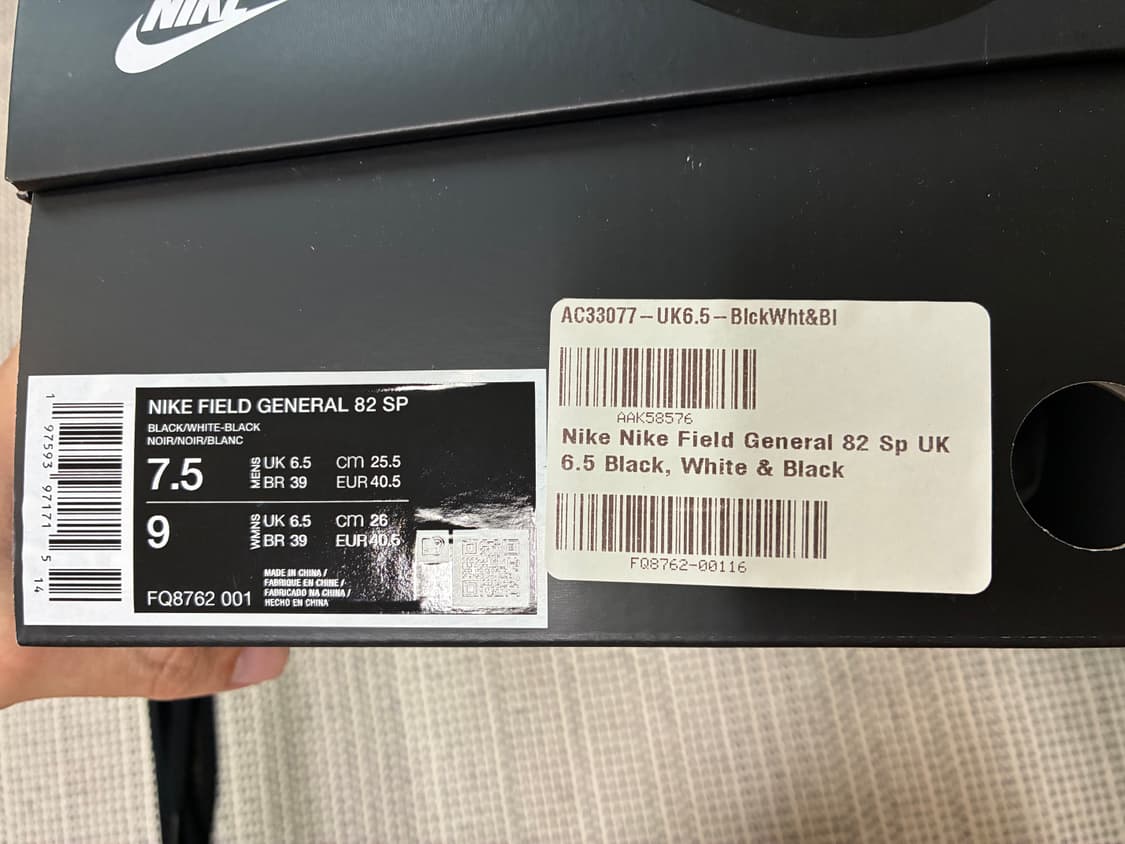 NIKE
1 97593 97171 5 14
NIKE FIELD GENERAL 82 SP
BLACK/WHITE-BLACK
NOIR/NOIR/BLANC
7.5 MENS UK 6.5 CM 25.5
BR 39 EUR 40.5
9 WMNS UK 6.5 CM 26
BR 39 EUR 40.5
MADE IN CHINA /
FABRIQUE EN CHINE /
FABRICADO NA CHINA /
HECHO EN CHINA
FQ8762 001
AC33077-UK6.5-BlckWht&Bl
AAK58576
Nike Nike Field General 82 Sp UK
6.5 Black, White & Black
FQ8762-00116